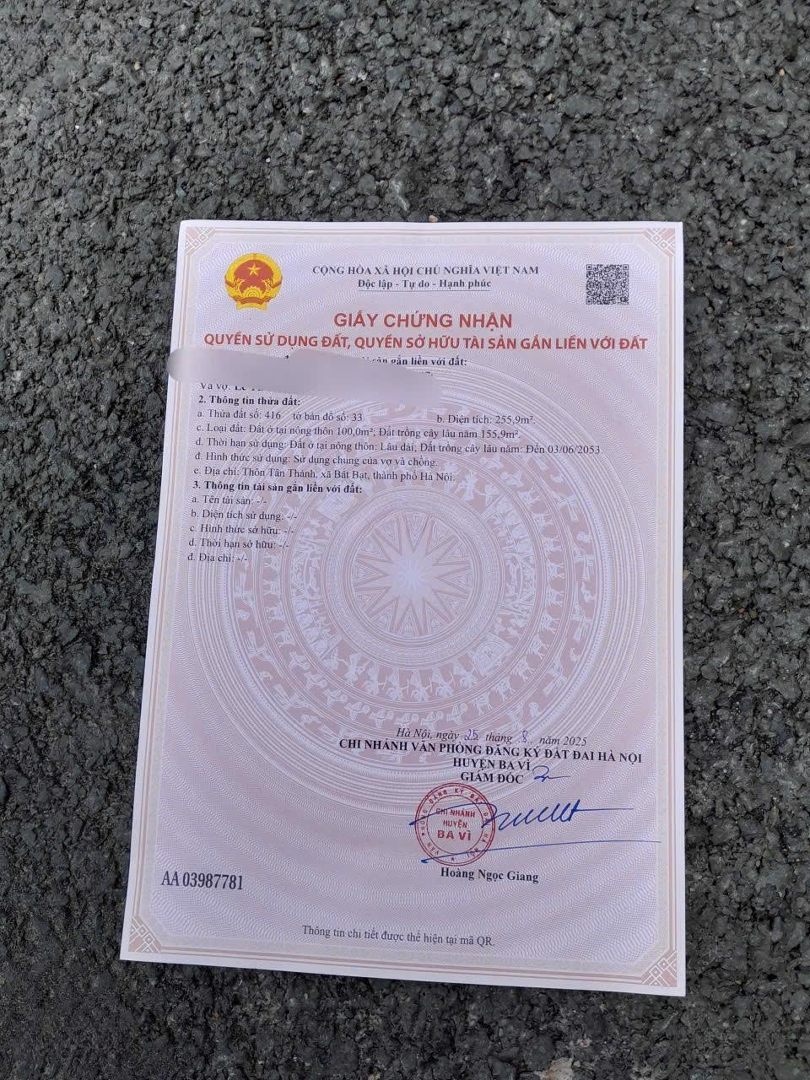 CỘNG HÒA XÃ HỘI CHỦ NGHĨA VIỆT NAM
Độc lập - Tự do - Hạnh phúc
GIẤY CHỨNG NHẬN
QUYỀN SỬ DỤNG ĐẤT, QUYỀN SỞ HỮU TÀI SẢN GẮN LIỀN VỚI ĐẤT
gắn liền với đất:
Và vợ:
2. Thông tin thửa đất:
a. Thửa đất số: 416 tờ bản đồ số: 33 b. Diện tích: 255,9m².
c. Loại đất: Đất ở tại nông thôn 100,0m²; Đất trồng cây lâu năm 155,9m².
d. Thời hạn sử dụng: Đất ở tại nông thôn: Lâu dài; Đất trồng cây lâu năm: Đến 03/06/2053
đ. Hình thức sử dụng: Sử dụng chung của vợ và chồng.
e. Địa chỉ: Thôn Tân Thành, xã Bất Bạt, thành phố Hà Nội.
3. Thông tin tài sản gắn liền với đất:
a. Tên tài sản: -/-
b. Diện tích sử dụng: -/-
c. Hình thức sở hữu: -/-
d. Thời hạn sở hữu: -/-
đ. Địa chỉ: -/-
Hà Nội, ngày 25 tháng 8 năm 2025
CHI NHÁNH VĂN PHÒNG ĐĂNG KÝ ĐẤT ĐAI HÀ NỘI
HUYỆN BA VÌ
GIÁM ĐỐC
CHI NHÁNH
HUYỆN
BA VÌ
Hoàng Ngọc Giang
AA 03987781
Thông tin chi tiết được thể hiện tại mã QR.